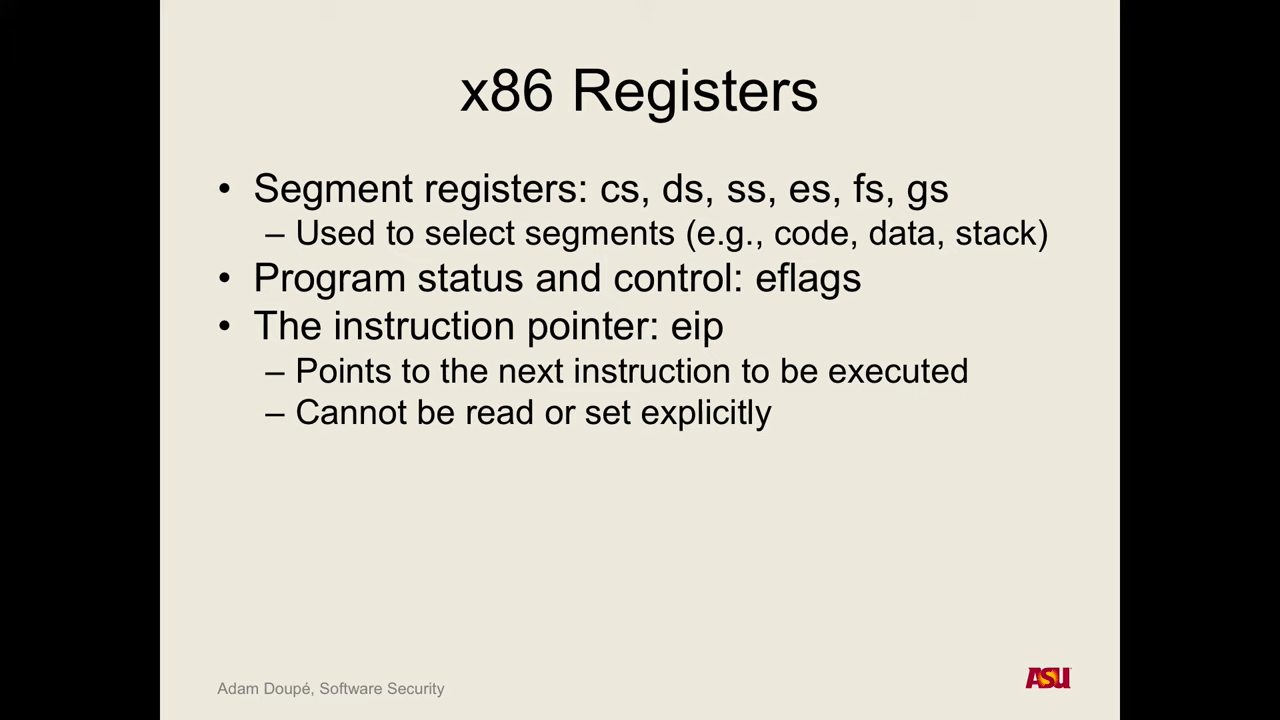 x86 Registers
• Segment registers: cs, ds, ss, es, fs, gs
– Used to select segments (e.g., code, data, stack)
• Program status and control: eflags
• The instruction pointer: eip
– Points to the next instruction to be executed
– Cannot be read or set explicitly
Adam Doupé, Software Security
ASU